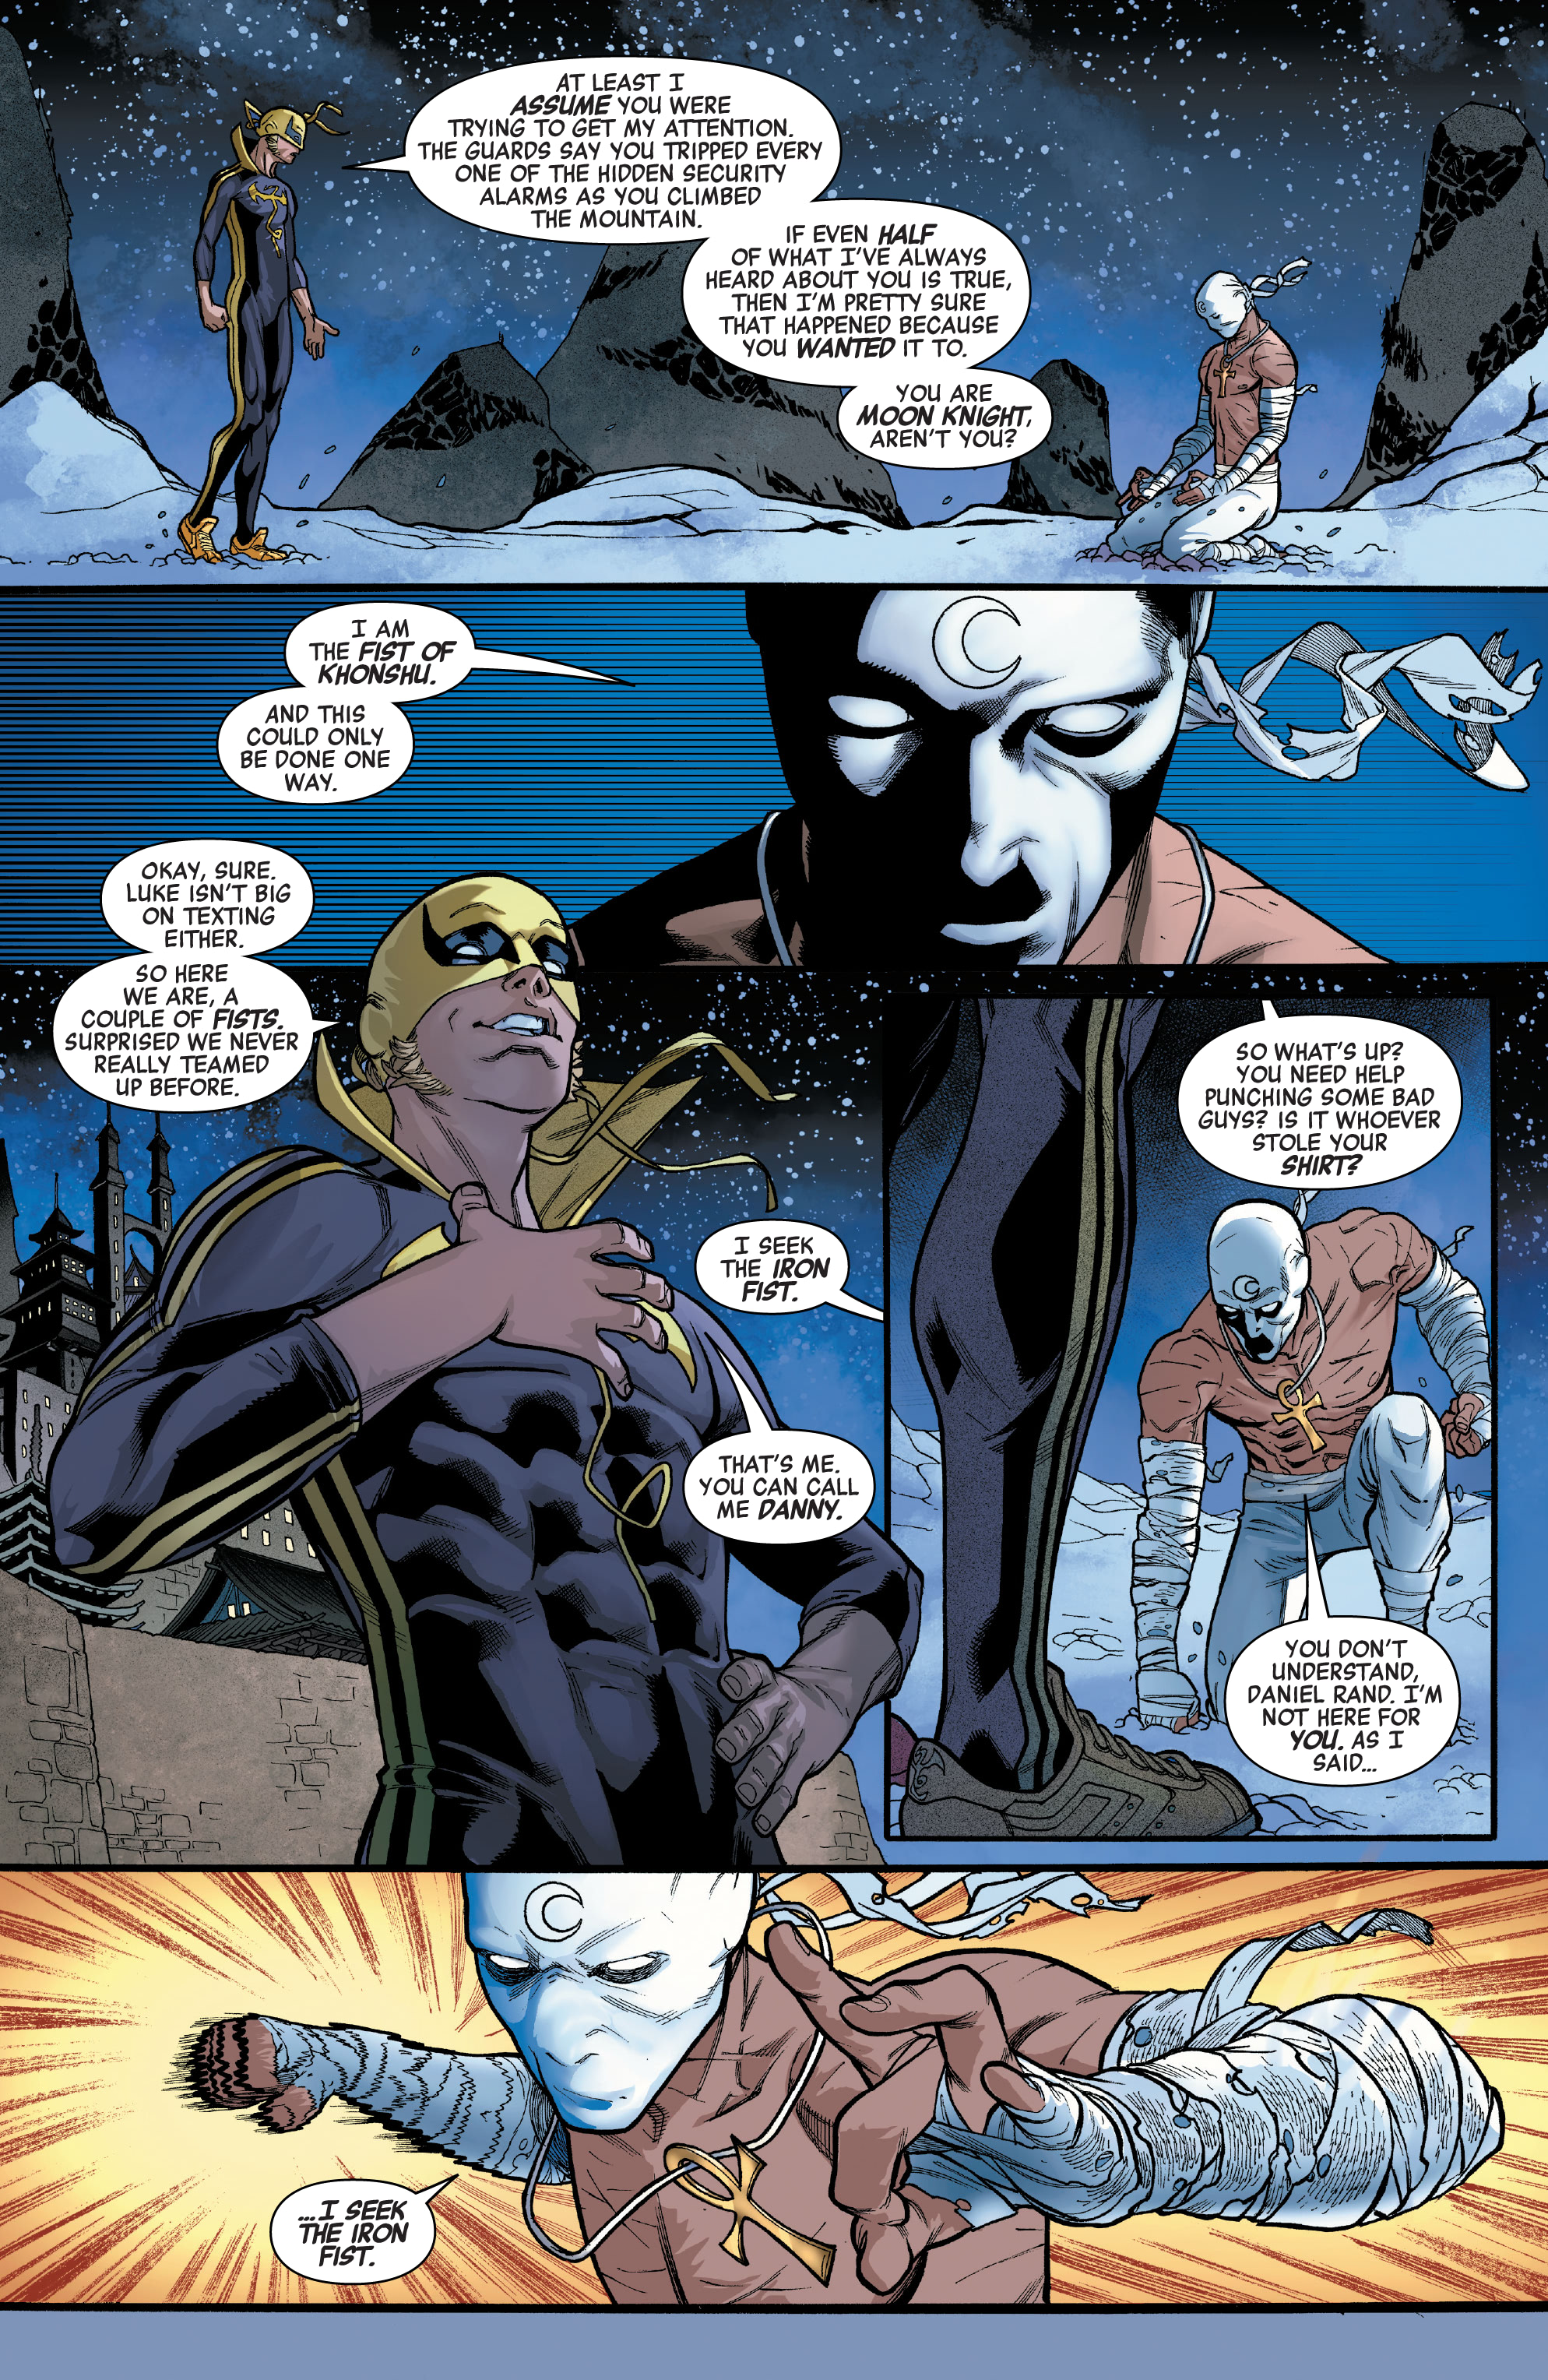 AT LEAST I
ASSUME YOU WERE
TRYING TO GET MY ATTENTION.
THE GUARDS SAY YOU TRIPPED EVERY
ONE OF THE HIDDEN SECURITY
ALARMS AS YOU CLIMBED
THE MOUNTAIN.
IF EVEN HALF
OF WHAT I'VE ALWAYS
HEARD ABOUT YOU IS TRUE,
THEN I'M PRETTY SURE
THAT HAPPENED BECAUSE
YOU WANTED IT TO.
YOU ARE
MOON KNIGHT,
AREN'T YOU?
I AM
THE FIST OF
KHONSHU.
AND THIS
COULD ONLY
BE DONE ONE
WAY.
OKAY, SURE.
LUKE ISN'T BIG
ON TEXTING
EITHER.
SO HERE
WE ARE, A
COUPLE OF FISTS.
SURPRISED WE NEVER
REALLY TEAMED
UP BEFORE.
SO WHAT'S UP?
YOU NEED HELP
PUNCHING SOME BAD
GUYS? IS IT WHOEVER
STOLE YOUR
SHIRT?
I SEEK
THE IRON
FIST.
THAT'S ME.
YOU CAN CALL
ME DANNY.
YOU DON'T
UNDERSTAND,
DANIEL RAND. I'M
NOT HERE FOR
YOU. AS I
SAID...
...I SEEK
THE IRON
FIST.